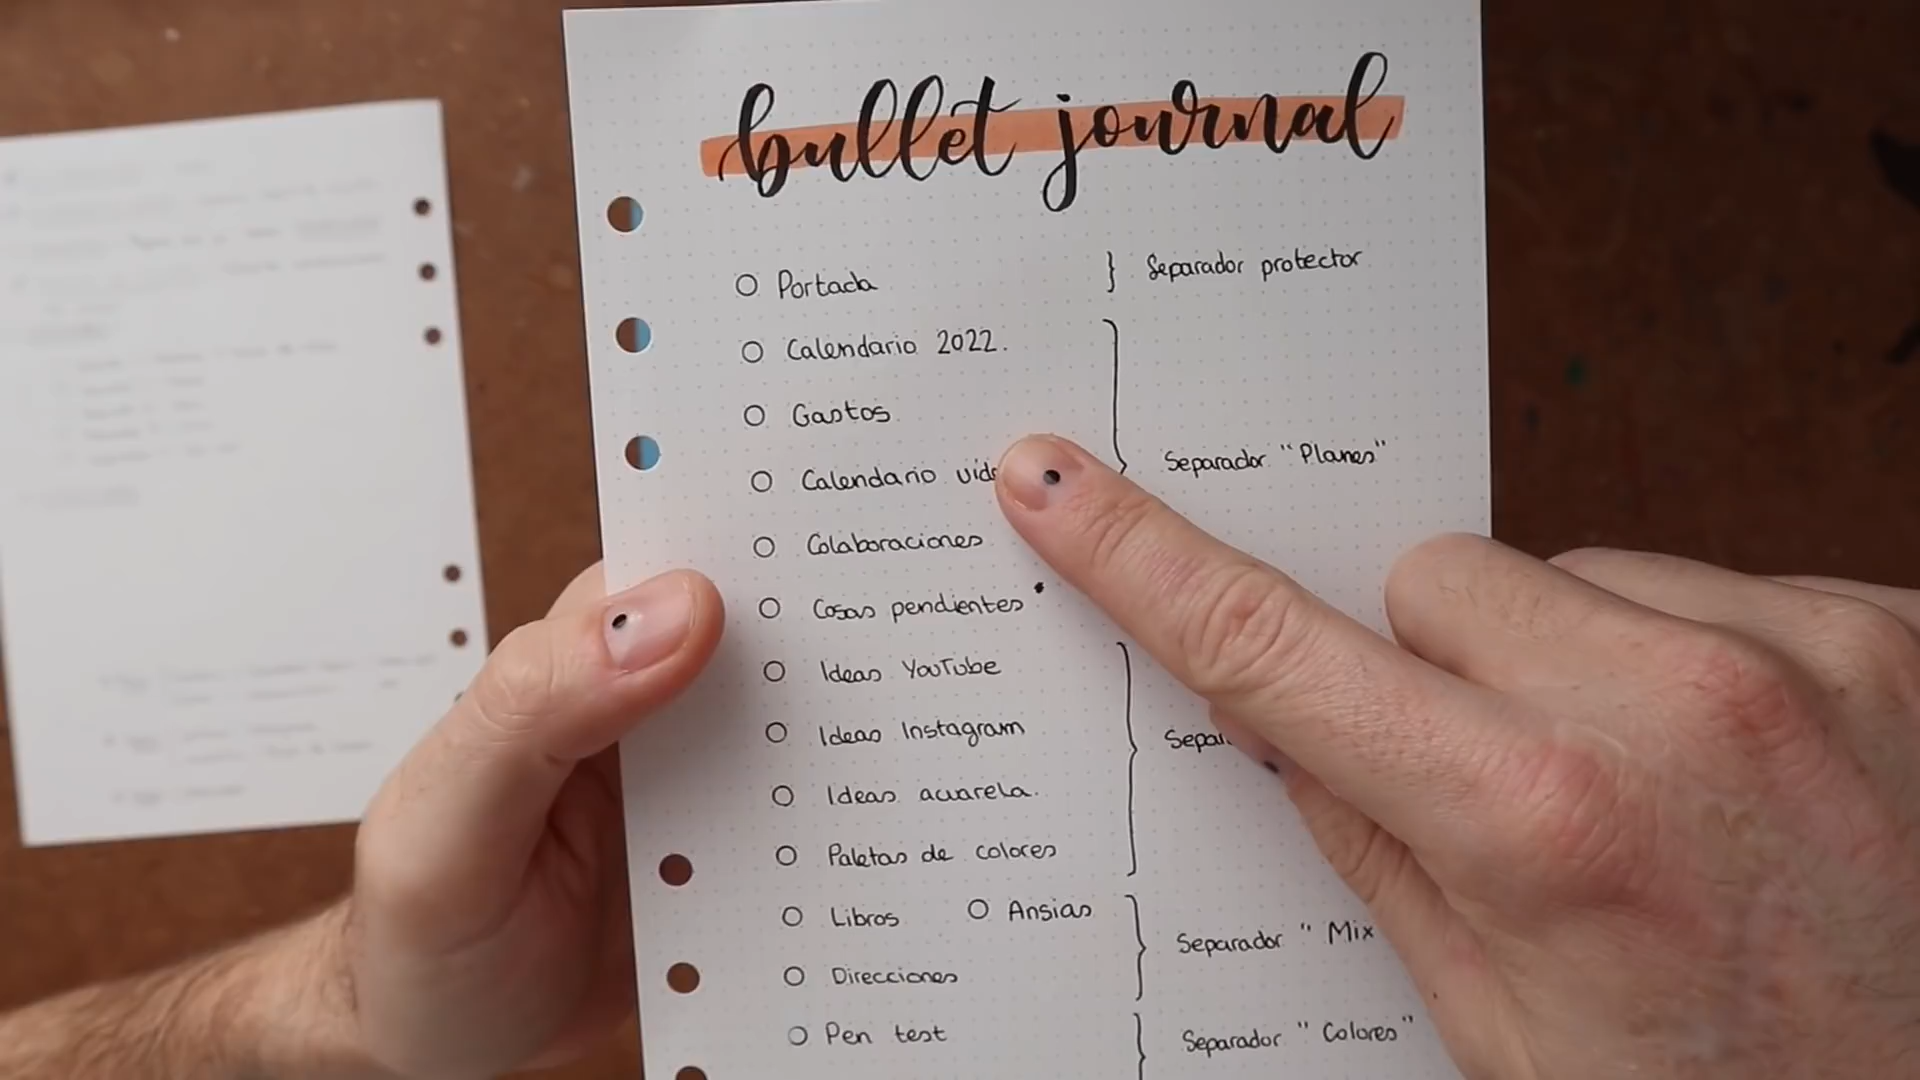 bullet journal
Portada } Separador protector
Calendario 2022.
Gastos
Separador "Planes"
Calendario
Colaboraciones
Cosas pendientes
Ideas YouTube
Ideas Instagram
Ideas acuarela.
Paletas de colores
Libros Ansias
Separador " Mix
Direcciones
Pen test
Separador " Colores"